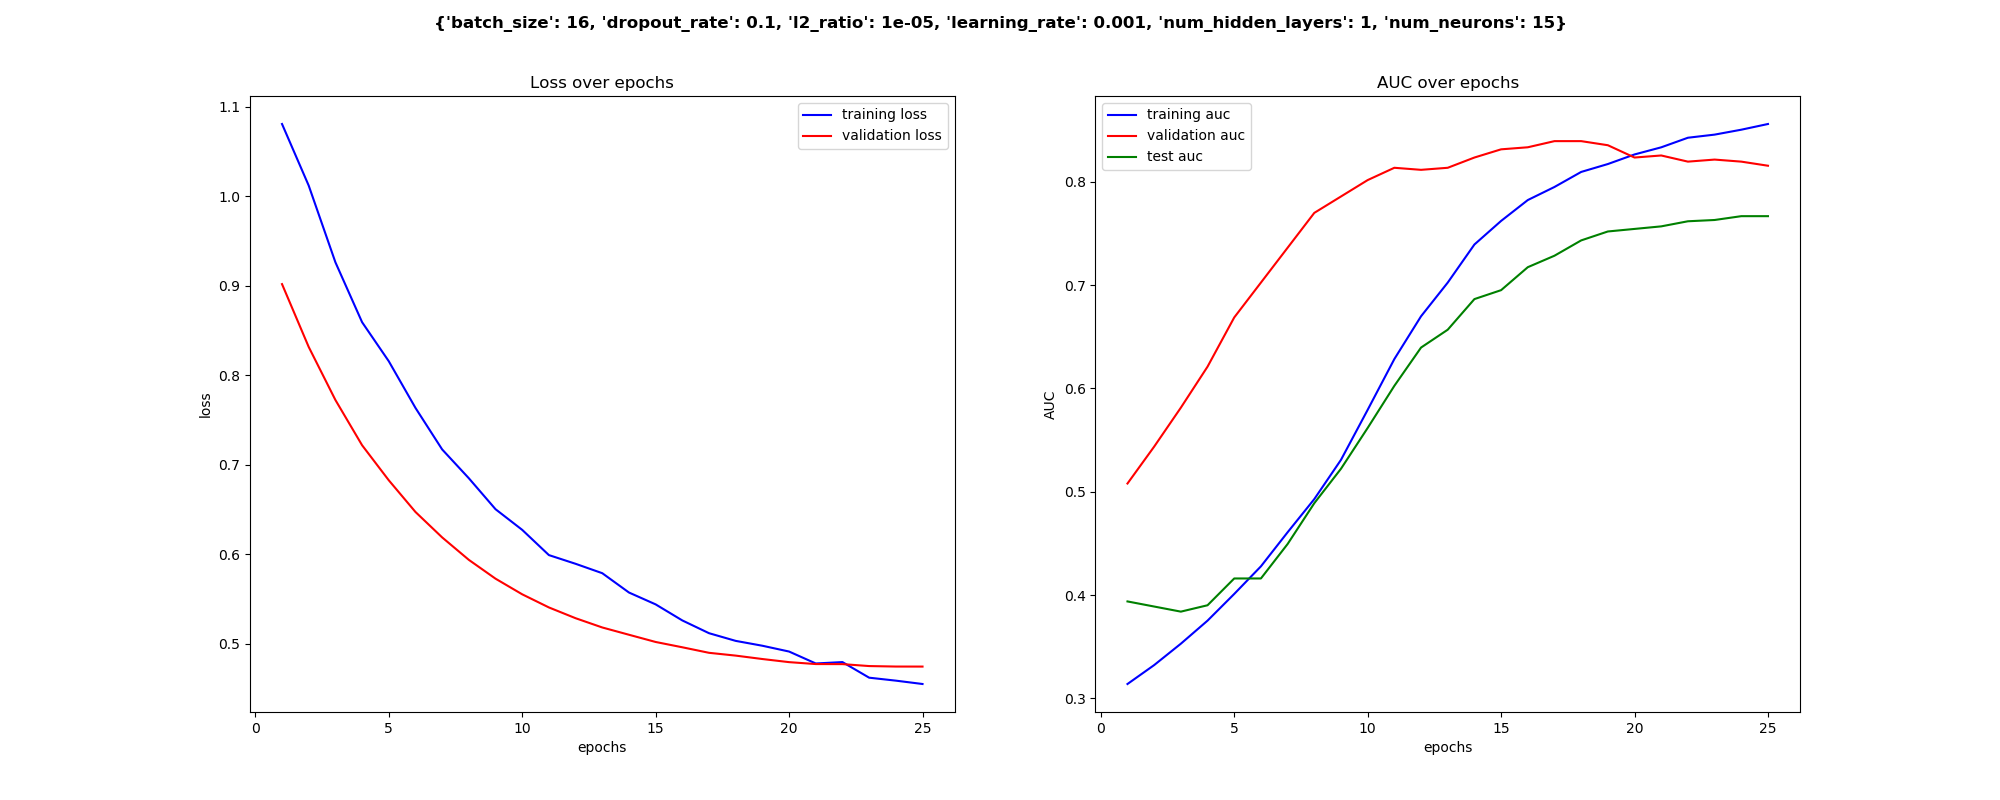 {'batch_size': 16, 'dropout_rate': 0.1, 'l2_ratio': 1e-05, 'learning_rate': 0.001, 'num_hidden_layers': 1, 'num_neurons': 15}
Loss over epochs
training loss
validation loss
1.1
1.0
0.9
0.8
0.7
0.6
0.5
loss
0
5
10
15
20
25
epochs
AUC over epochs
training auc
validation auc
test auc
0.8
0.7
0.6
0.5
0.4
0.3
AUC
0
5
10
15
20
25
epochs